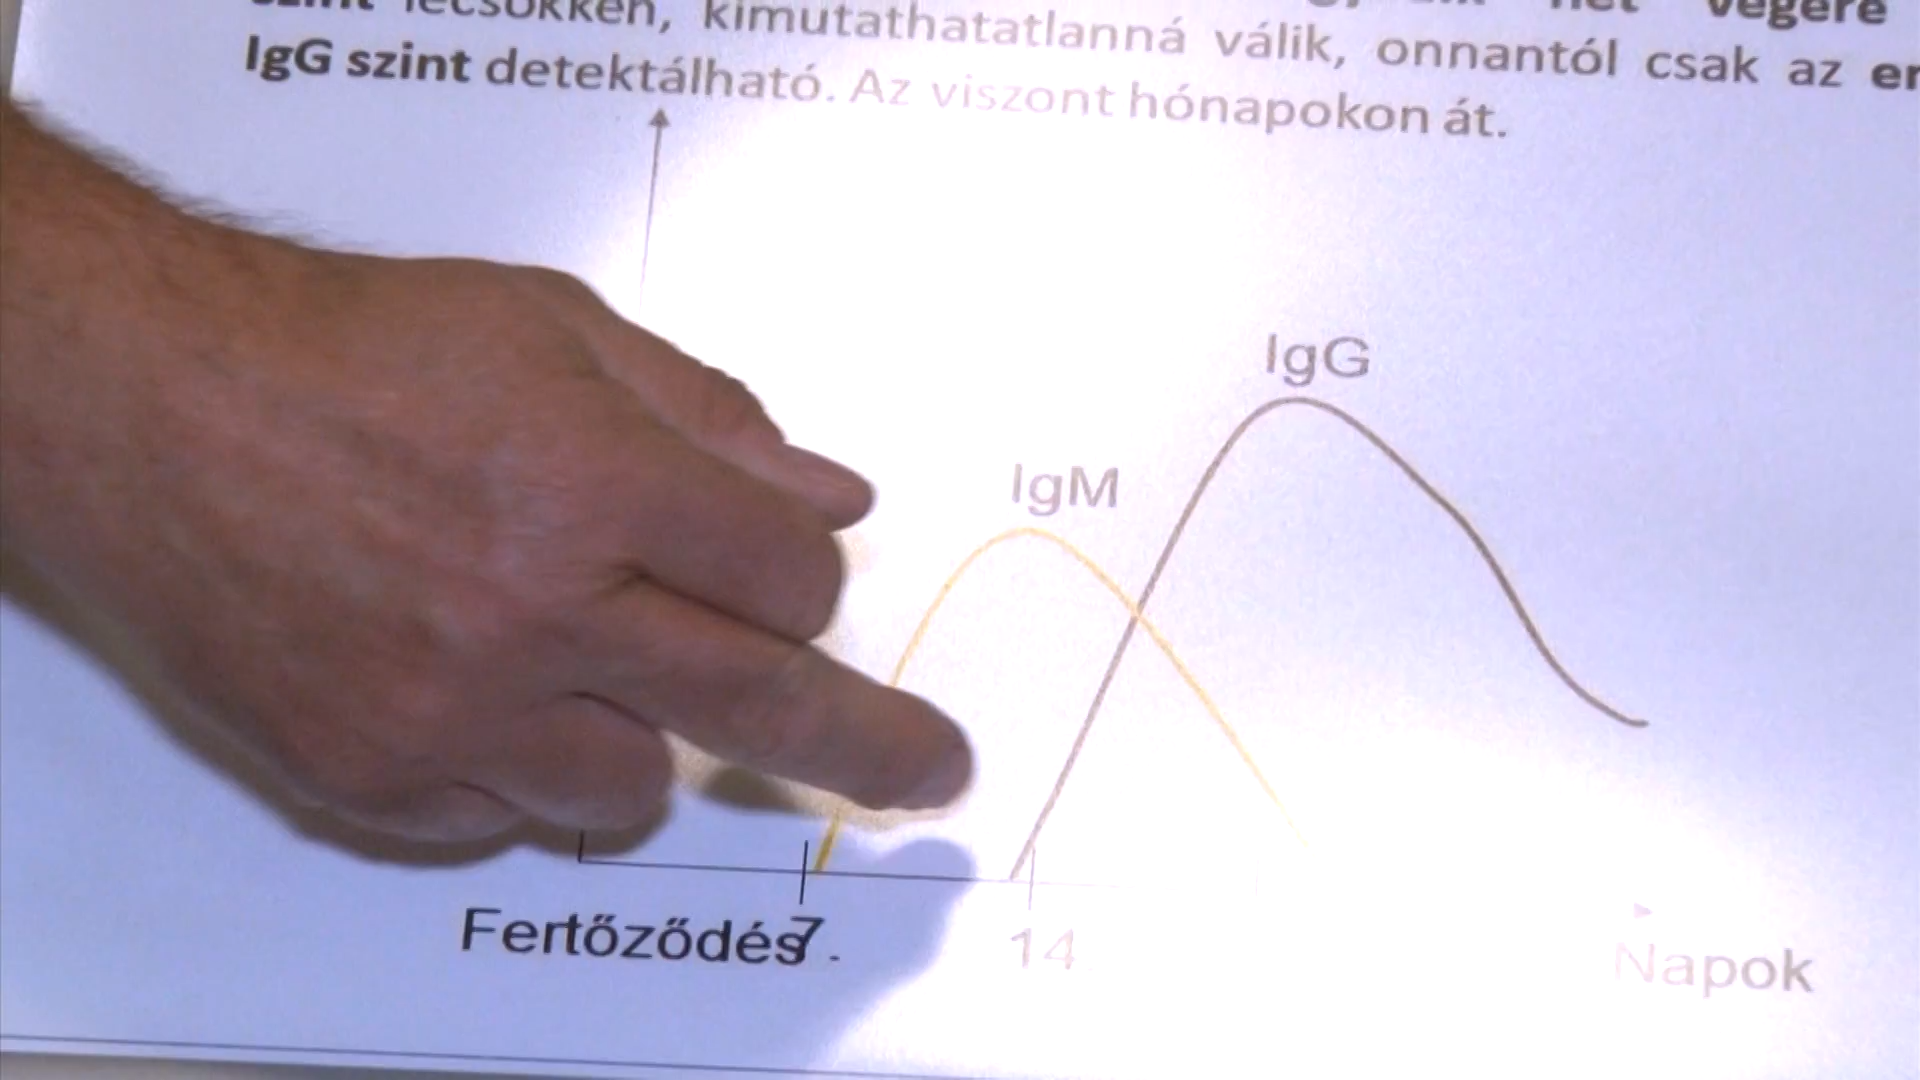 szint lecsökken, kimutathatatlanná válik, onnantól csak az
IgG szint detektálható. Az viszont hónapokon át.
IgG
IgM
Fertőződés 7.
14
Napok